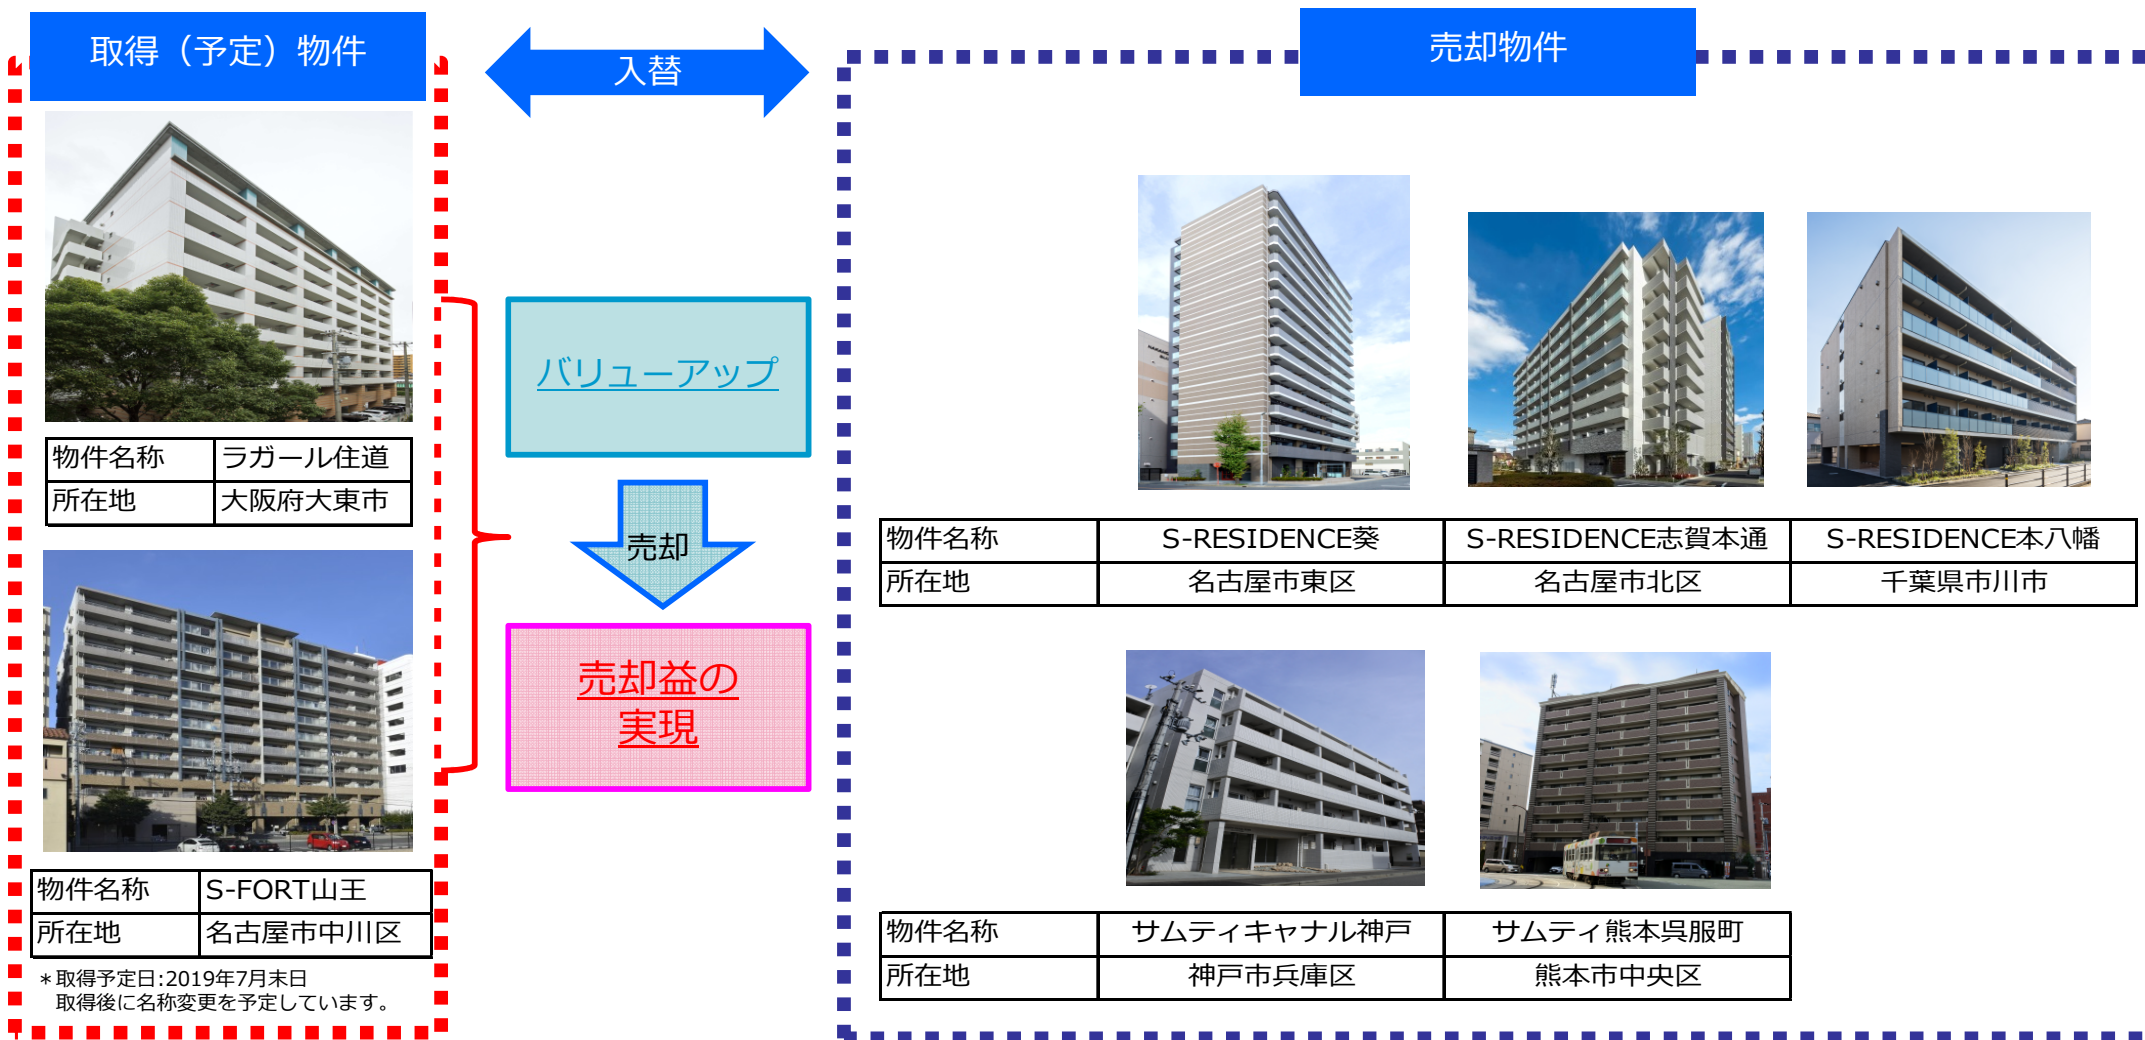 取得（予定）物件
入替
売却物件
物件名称 ラガール住道
所在地 大阪府大東市
物件名称 S-FORT山王
所在地 名古屋市中川区
＊取得予定日:2019年7月末日
取得後に名称変更を予定しています。
バリューアップ
売却
売却益の
実現
物件名称 S-RESIDENCE葵 S-RESIDENCE志賀本通 S-RESIDENCE本八幡
所在地 名古屋市東区 名古屋市北区 千葉県市川市
物件名称 サムティキャナル神戸 サムティ熊本呉服町
所在地 神戸市兵庫区 熊本市中央区